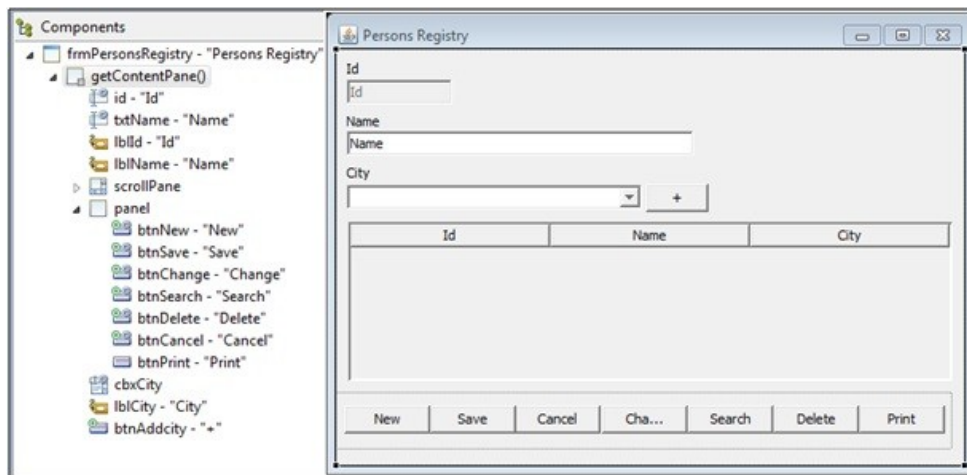 Components
frmPersonsRegistry - "Persons Registry"
getContentPane()
id - "Id"
txtName - "Name"
lblId - "Id"
lblName - "Name"
scrollPane
panel
btnNew - "New"
btnSave - "Save"
btnChange - "Change"
btnSearch - "Search"
btnDelete - "Delete"
btnCancel - "Cancel"
btnPrint - "Print"
cbxCity
lblCity - "City"
btnAddcity - "+"
Persons Registry
Id
Id
Name
Name
City
+
Id Name City
New Save Cancel Cha... Search Delete Print